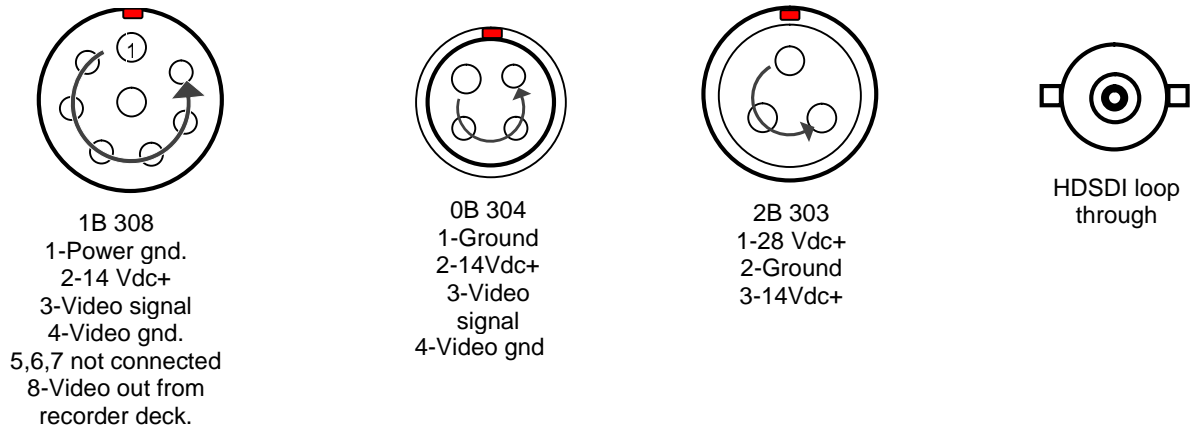 1
1B 308
1-Power gnd.
2-14 Vdc+
3-Video signal
4-Video gnd.
5,6,7 not connected
8-Video out from
recorder deck.
0B 304
1-Ground
2-14Vdc+
3-Video
signal
4-Video gnd
2B 303
1-28 Vdc+
2-Ground
3-14Vdc+
HDSDI loop
through